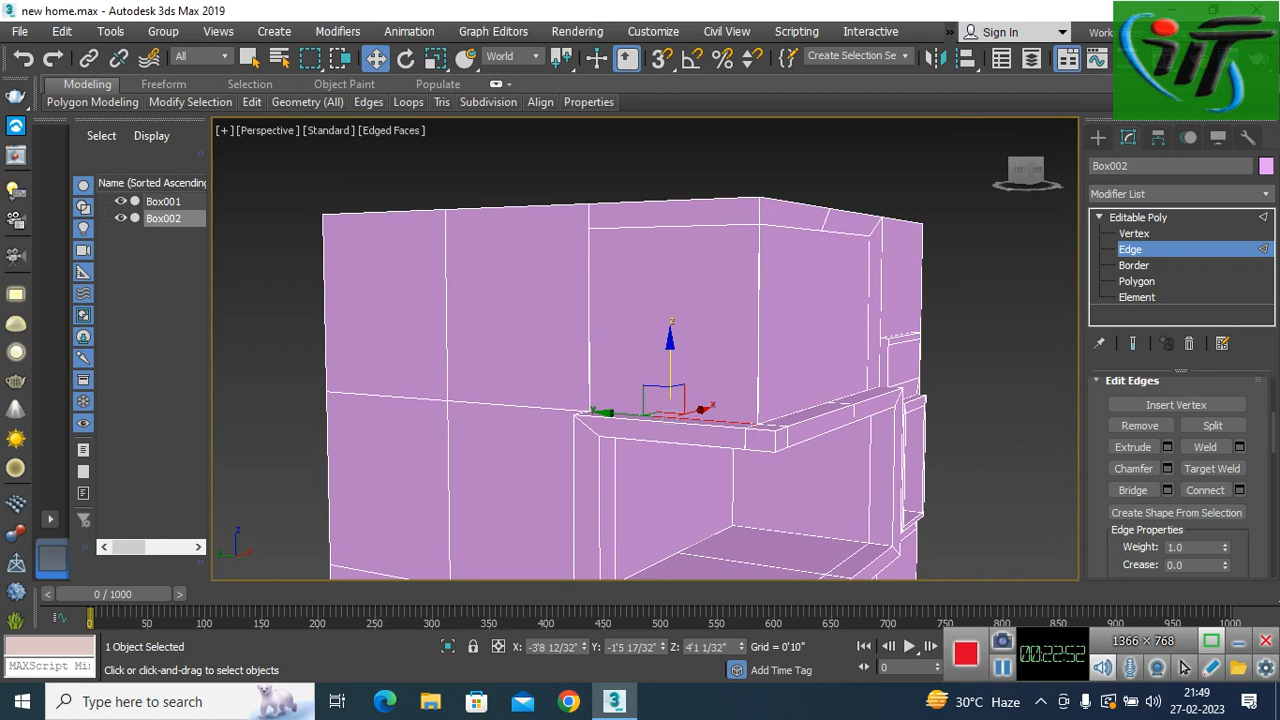 new home.max - Autodesk 3ds Max 2019
File Edit Tools Group Views Create Modifiers Animation Graph Editors Rendering Customize Civil View Scripting Interactive Sign In
All World Create Selection Se
Modeling Freeform Selection Object Paint Populate
Polygon Modeling Modify Selection Edit Geometry (All) Edges Loops Tris Subdivision Align Properties
Select Display
[+] [Perspective] [Standard] [Edged Faces]
Name (Sorted Ascending
Box001
Box002
Box002
Modifier List
Editable Poly
Vertex
Edge
Border
Polygon
Element
Edit Edges
Insert Vertex
Remove Split
Extrude Weld
Chamfer Target Weld
Bridge Connect
Create Shape From Selection
Edge Properties
Weight: 1.0
Crease: 0.0
z
x
y
z
0 / 1000
0 50 100 150 200 250 300 350 400 450 500 550 600 650 700 750 800 850 900 950 1000
1 Object Selected
X: -3'8 12/32" Y: -1'5 17/32" Z: 4'1 1/32" Grid = 0'10"
MAXScript Mi
Click or click-and-drag to select objects
Add Time Tag
0
00:22:52
1366 × 768
Type here to search
30°C Haze
21:49
27-02-2023